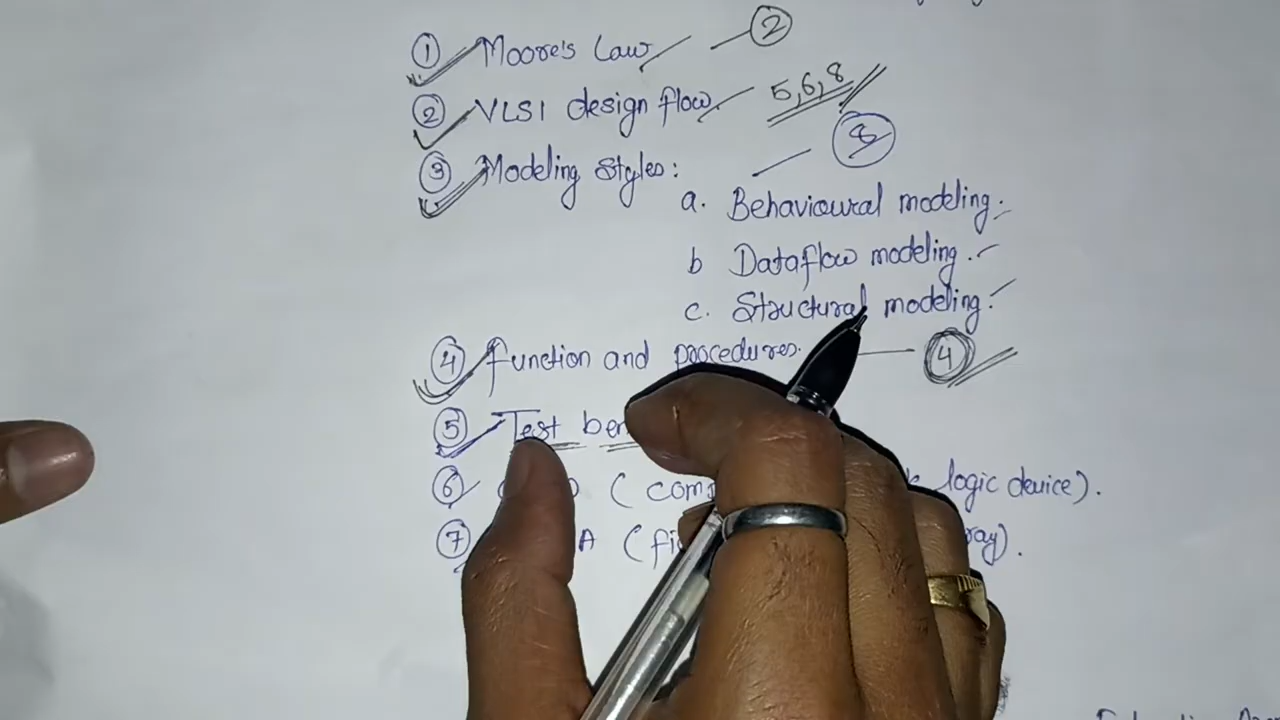 ① Moore's Law — ②
② VLSI design flow. 5,6,8
③ Modeling Styles: — ⑧
a. Behavioural modeling.
b Dataflow modeling.
c. Structural modeling.
④ function and procedures. — ④
⑤ Test
⑥ ( logic device).
⑦ A (